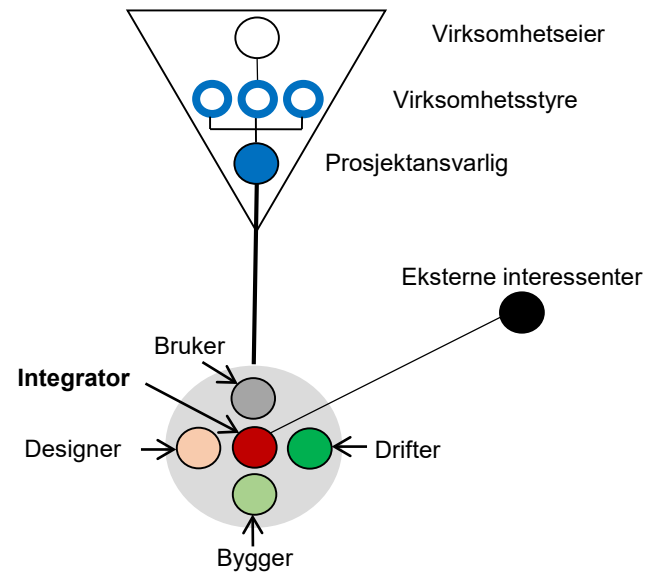 Virksomhetseier
Virksomhetsstyre
Prosjektansvarlig
Eksterne interessenter
Bruker
Integrator
Designer
Drifter
Bygger